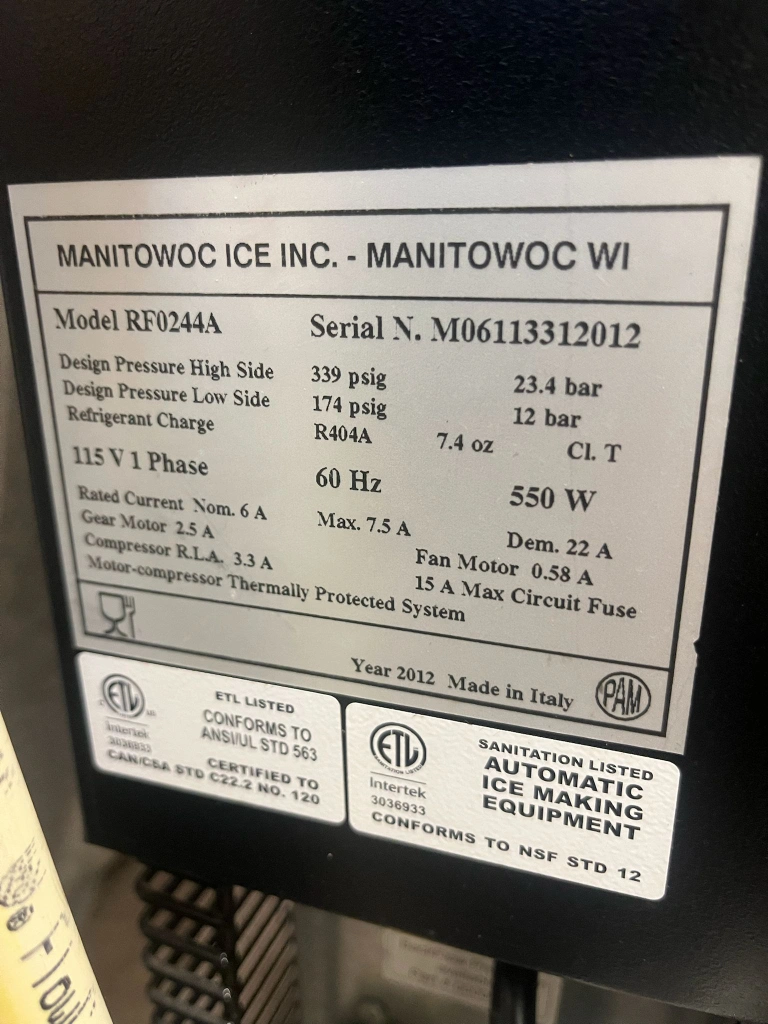 MANITOWOC ICE INC. - MANITOWOC WI
Model RF0244A Serial N. M06113312012
Design Pressure High Side 339 psig 23.4 bar
Design Pressure Low Side 174 psig 12 bar
Refrigerant Charge R404A 7.4 oz Cl. T
115 V 1 Phase 60 Hz 550 W
Rated Current Nom. 6 A Max. 7.5 A Dem. 22 A
Gear Motor 2.5 A Fan Motor 0.58 A
Compressor R.L.A. 3.3 A 15 A Max Circuit Fuse
Motor-compressor Thermally Protected System
Year 2012 Made in Italy PAM
ETL
Intertek
3036933
ETL LISTED
CONFORMS TO
ANSI/UL STD 563
CERTIFIED TO
CAN/CSA STD C22.2 NO. 120
ETL
SANITATION LISTED
Intertek
3036933
SANITATION LISTED
AUTOMATIC
ICE MAKING
EQUIPMENT
CONFORMS TO NSF STD 12
Flow